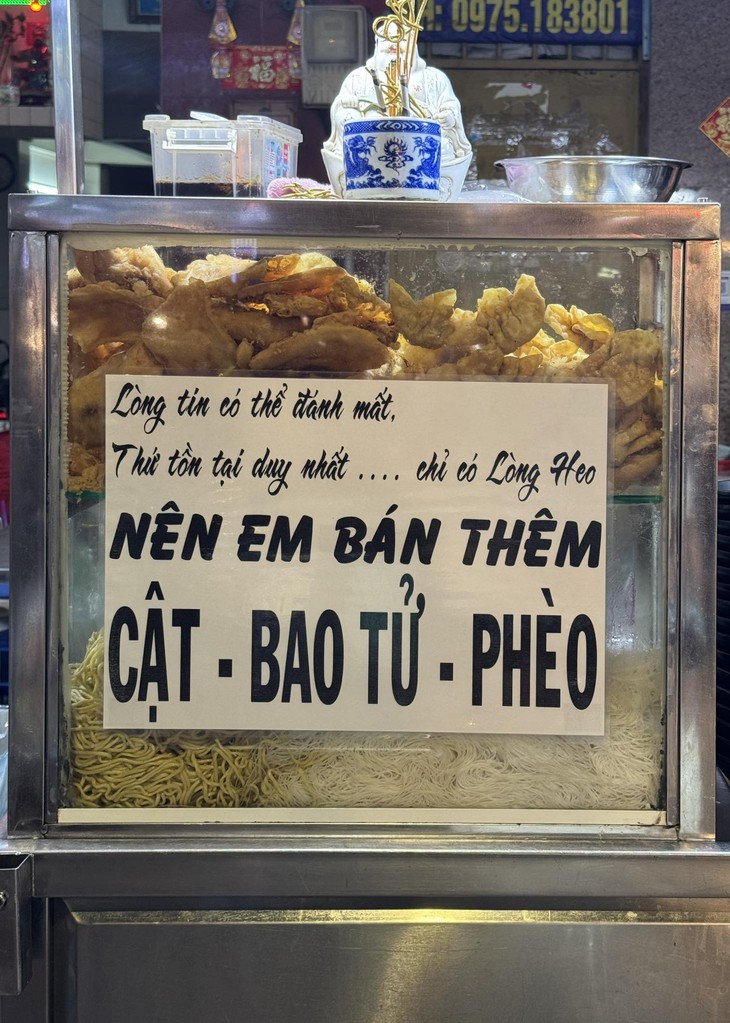 : 0975.183801
福
Lòng tin có thể đánh mất,
Thứ tồn tại duy nhất .... chỉ có Lòng Heo
NÊN EM BÁN THÊM
CẬT - BAO TỬ - PHÈO